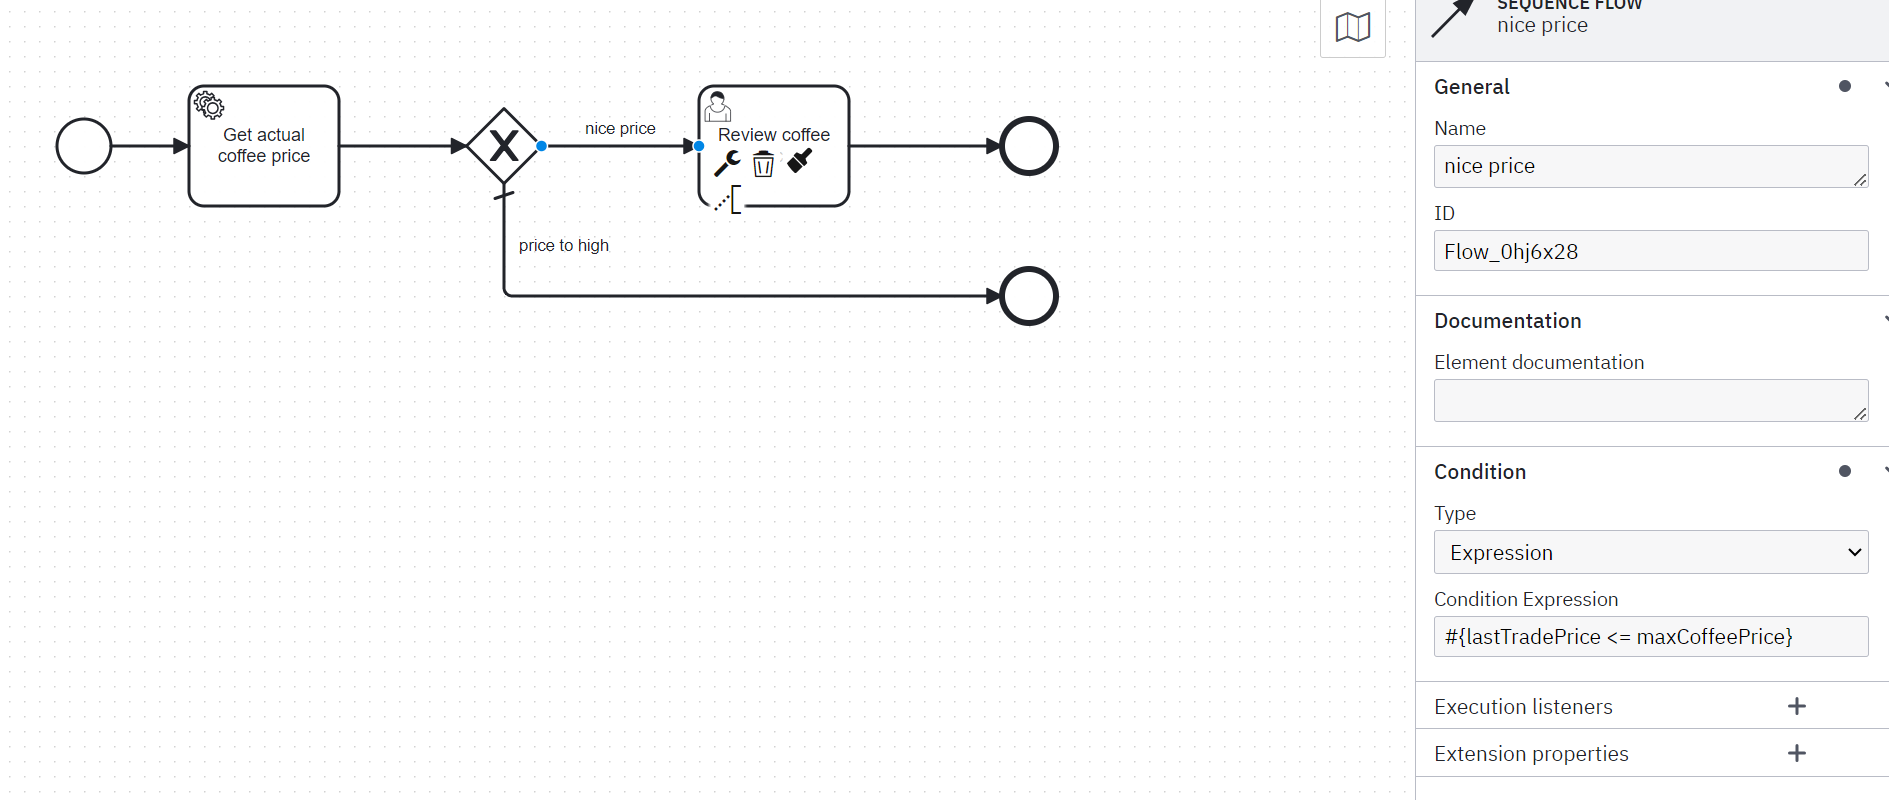 Get actual
coffee price
nice price
Review coffee
price to high
SEQUENCE FLOW
nice price
General
Name
nice price
ID
Flow_0hj6x28
Documentation
Element documentation
Condition
Type
Expression
Condition Expression
#{lastTradePrice <= maxCoffeePrice}
Execution listeners
Extension properties